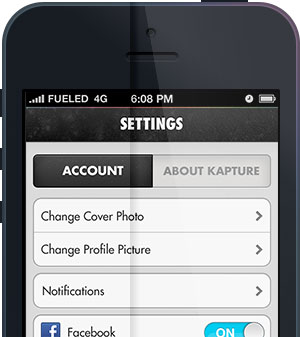 FUELED 4G 6:08 PM
SETTINGS
ACCOUNT ABOUT KAPTURE
Change Cover Photo
Change Profile Picture
Notifications
f Facebook ON